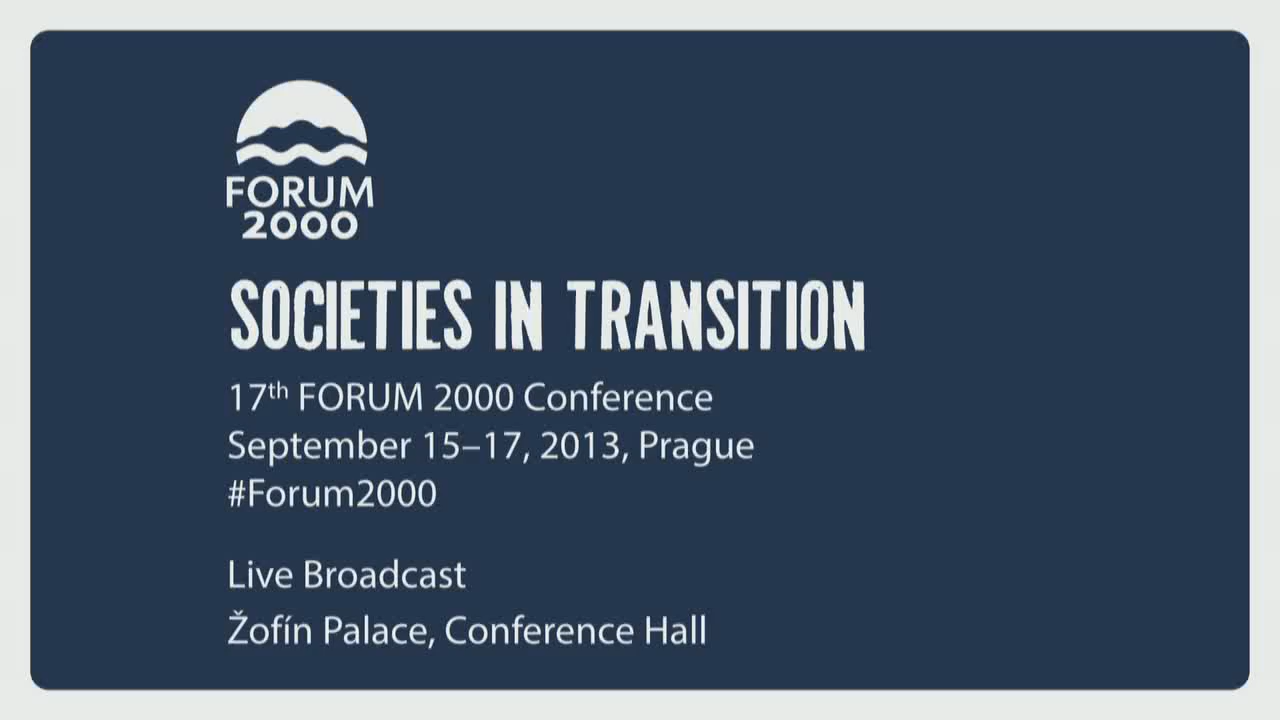 FORUM
2000
SOCIETIES IN TRANSITION
17th FORUM 2000 Conference
September 15–17, 2013, Prague
#Forum2000
Live Broadcast
Žofín Palace, Conference Hall